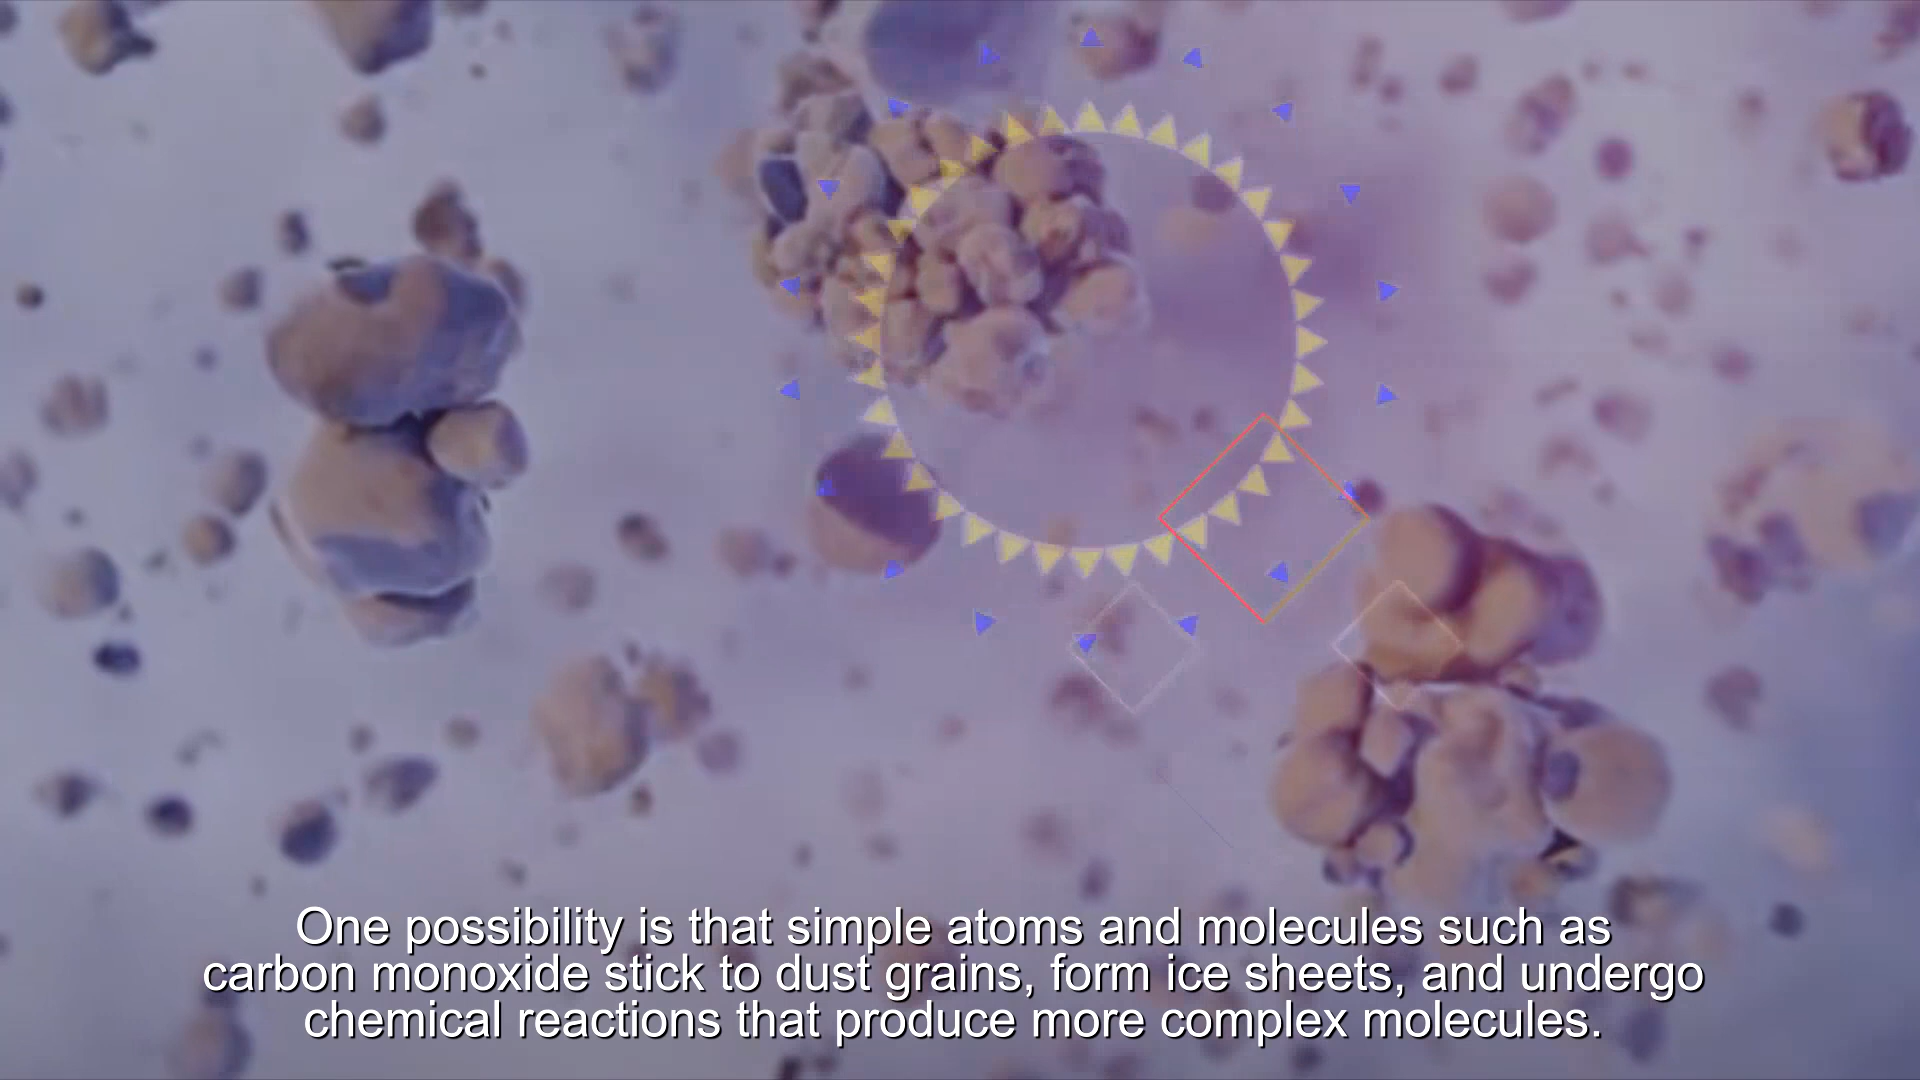 One possibility is that simple atoms and molecules such as
carbon monoxide stick to dust grains, form ice sheets, and undergo
chemical reactions that produce more complex molecules.